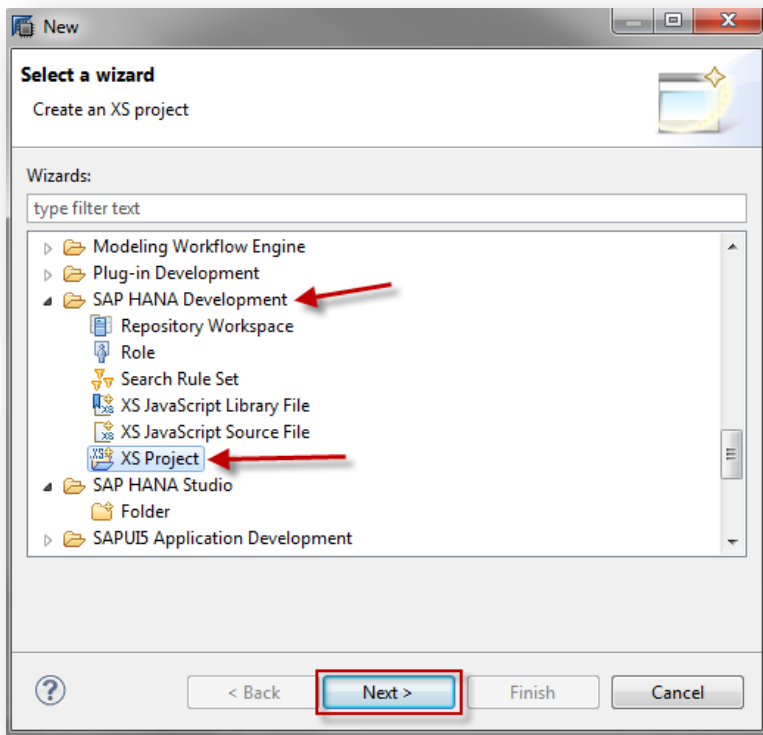 New
Select a wizard
Create an XS project
Wizards:
type filter text
Modeling Workflow Engine
Plug-in Development
SAP HANA Development
Repository Workspace
Role
Search Rule Set
XS JavaScript Library File
XS JavaScript Source File
XS Project
SAP HANA Studio
Folder
SAPUI5 Application Development
? < Back Next > Finish Cancel